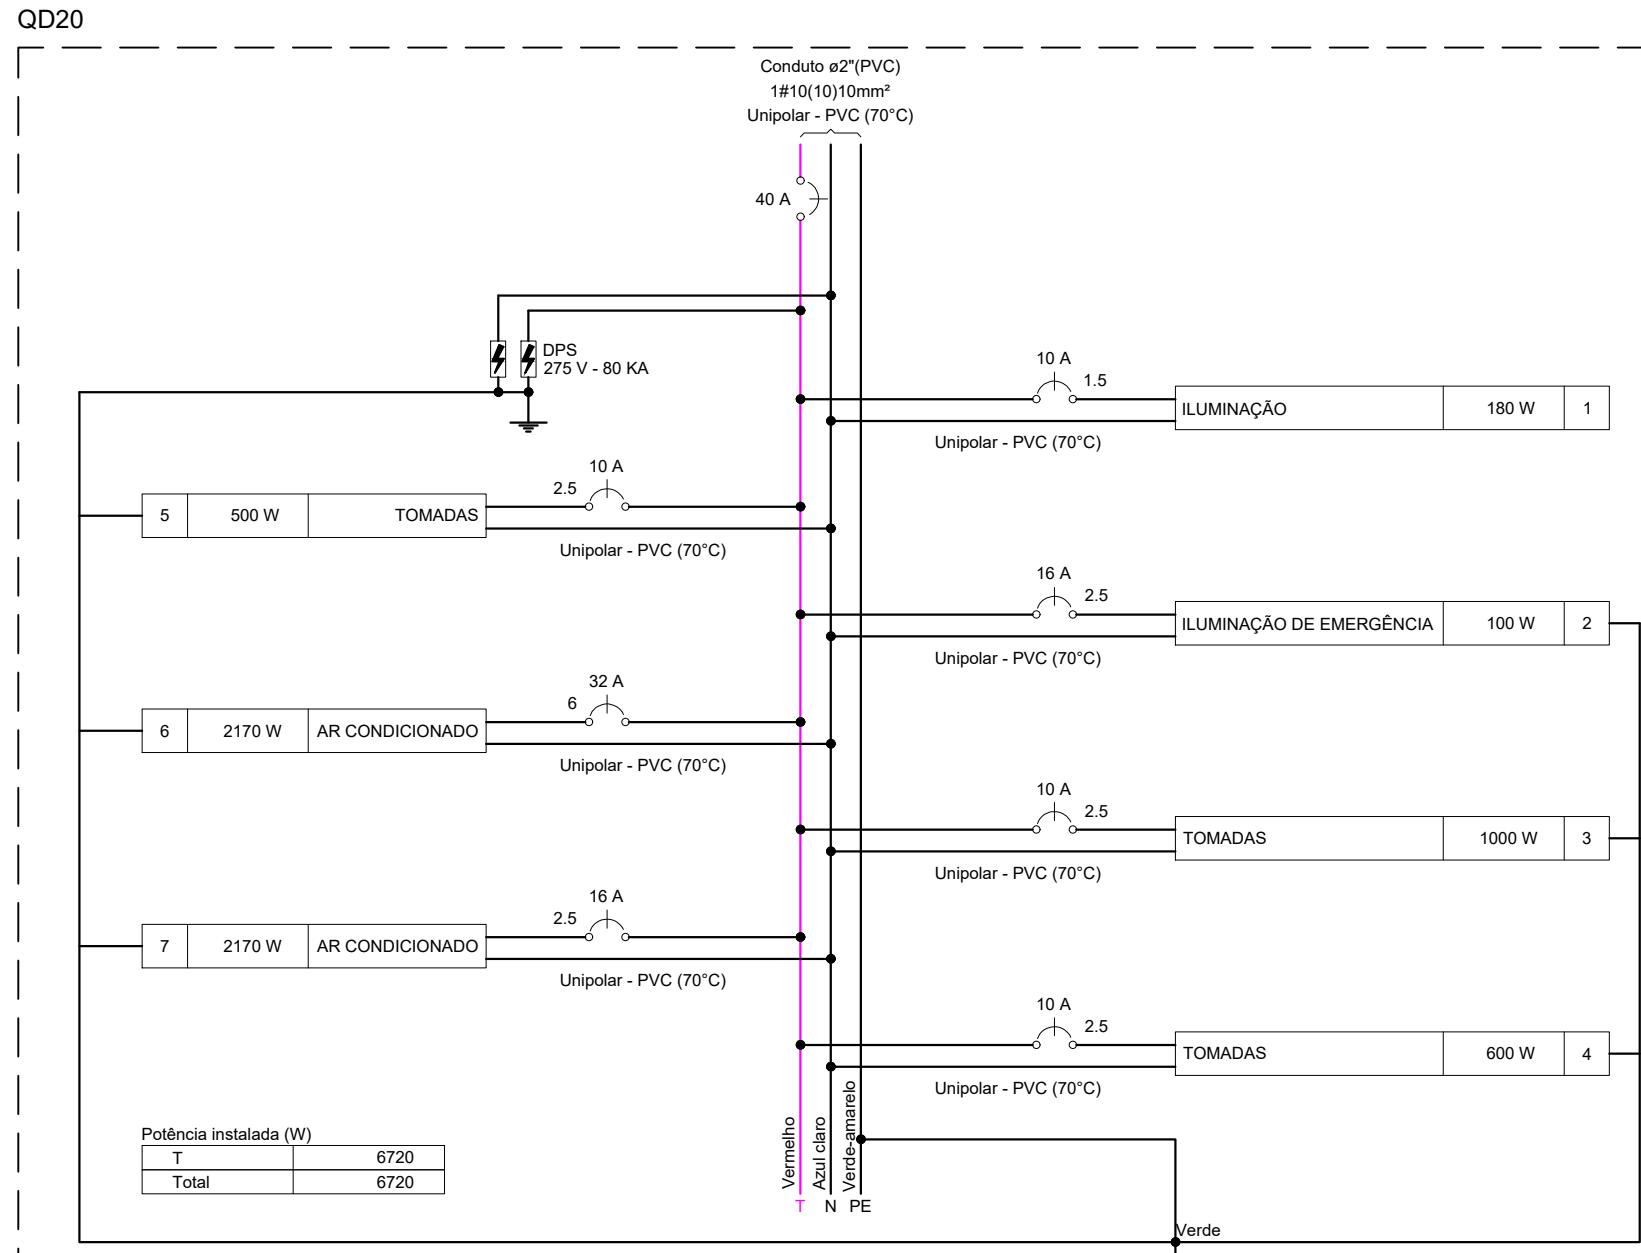 QD20
Conduto ø2"(PVC)
1#10(10)10mm²
Unipolar - PVC (70°C)
40 A
DPS
275 V - 80 KA
10 A
1.5
ILUMINAÇÃO 180 W 1
Unipolar - PVC (70°C)
10 A
2.5
5 500 W TOMADAS
Unipolar - PVC (70°C)
16 A
2.5
ILUMINAÇÃO DE EMERGÊNCIA 100 W 2
Unipolar - PVC (70°C)
32 A
6
6 2170 W AR CONDICIONADO
Unipolar - PVC (70°C)
10 A
2.5
TOMADAS 1000 W 3
Unipolar - PVC (70°C)
16 A
2.5
7 2170 W AR CONDICIONADO
Unipolar - PVC (70°C)
10 A
2.5
TOMADAS 600 W 4
Unipolar - PVC (70°C)
Potência instalada (W)
T 6720
Total 6720
Vermelho
Azul claro
Verde-amarelo
T N PE
Verde